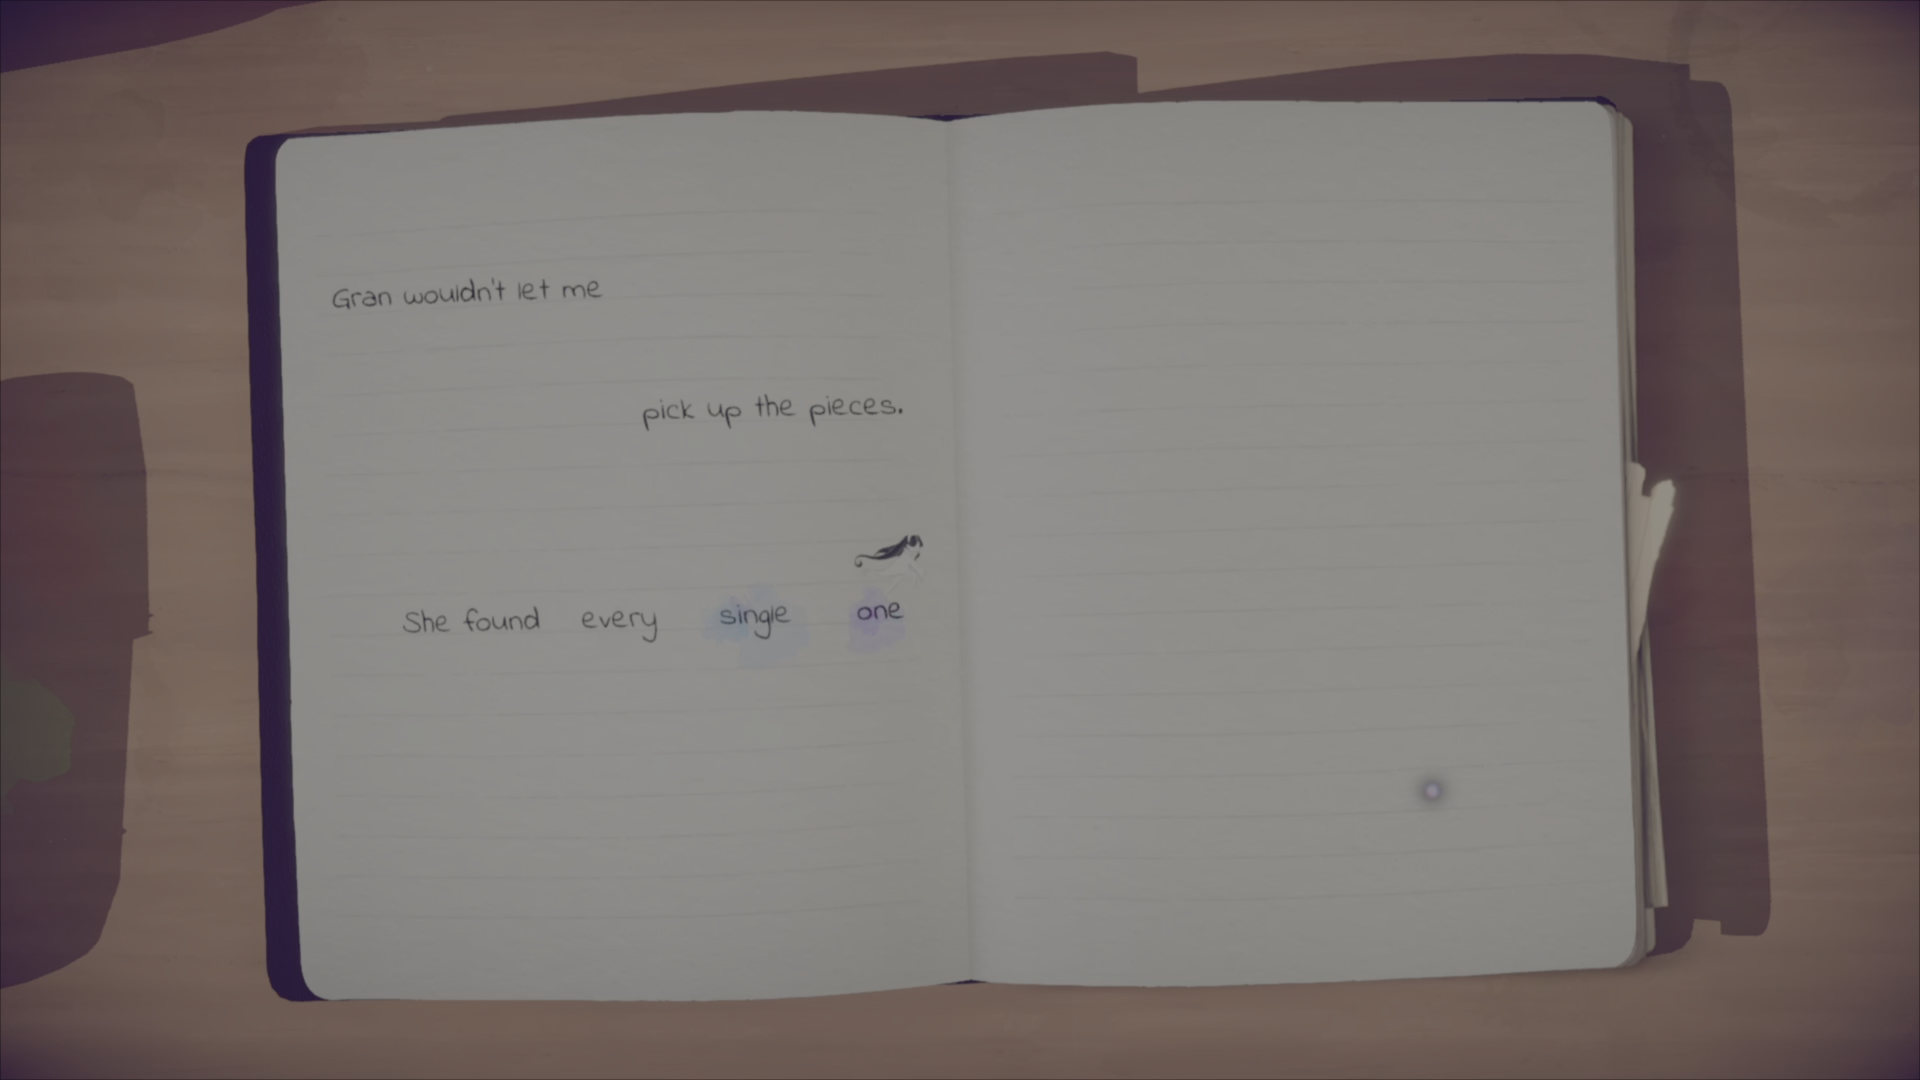 Gran wouldn't let me
pick up the pieces.
She found every single one